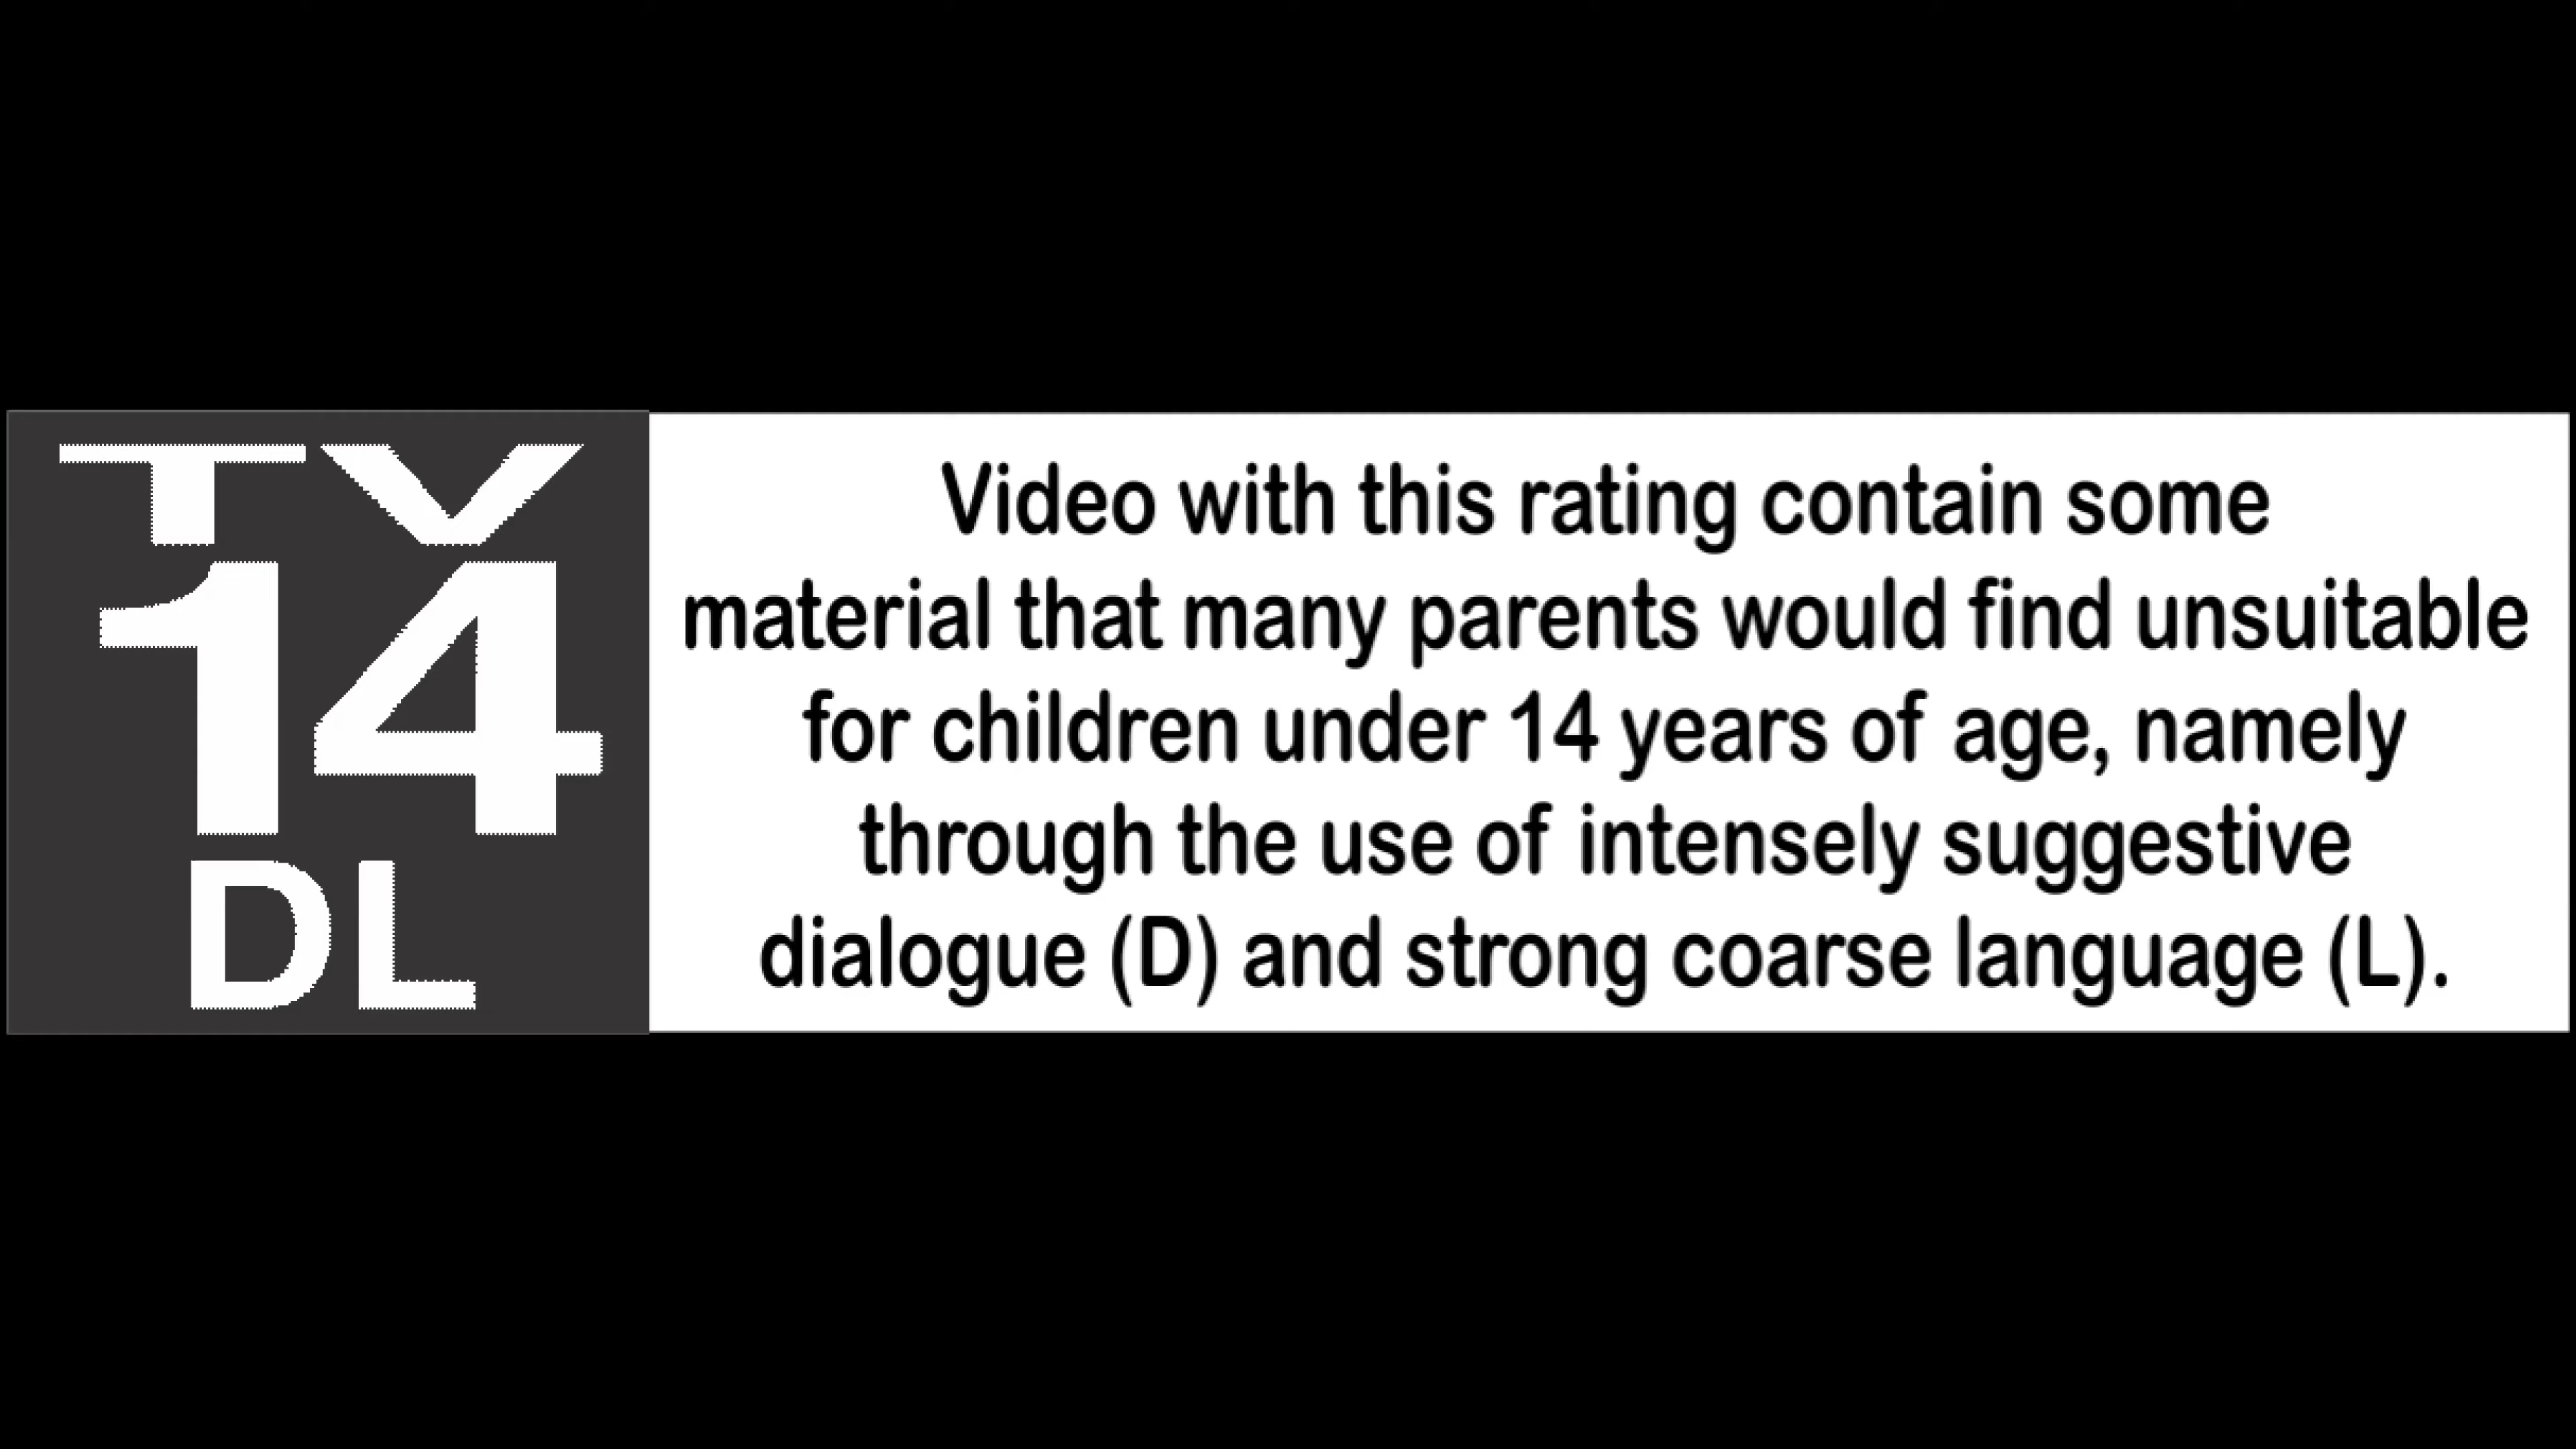 TV
14
DL
Video with this rating contain some
material that many parents would find unsuitable
for children under 14 years of age, namely
through the use of intensely suggestive
dialogue (D) and strong coarse language (L).